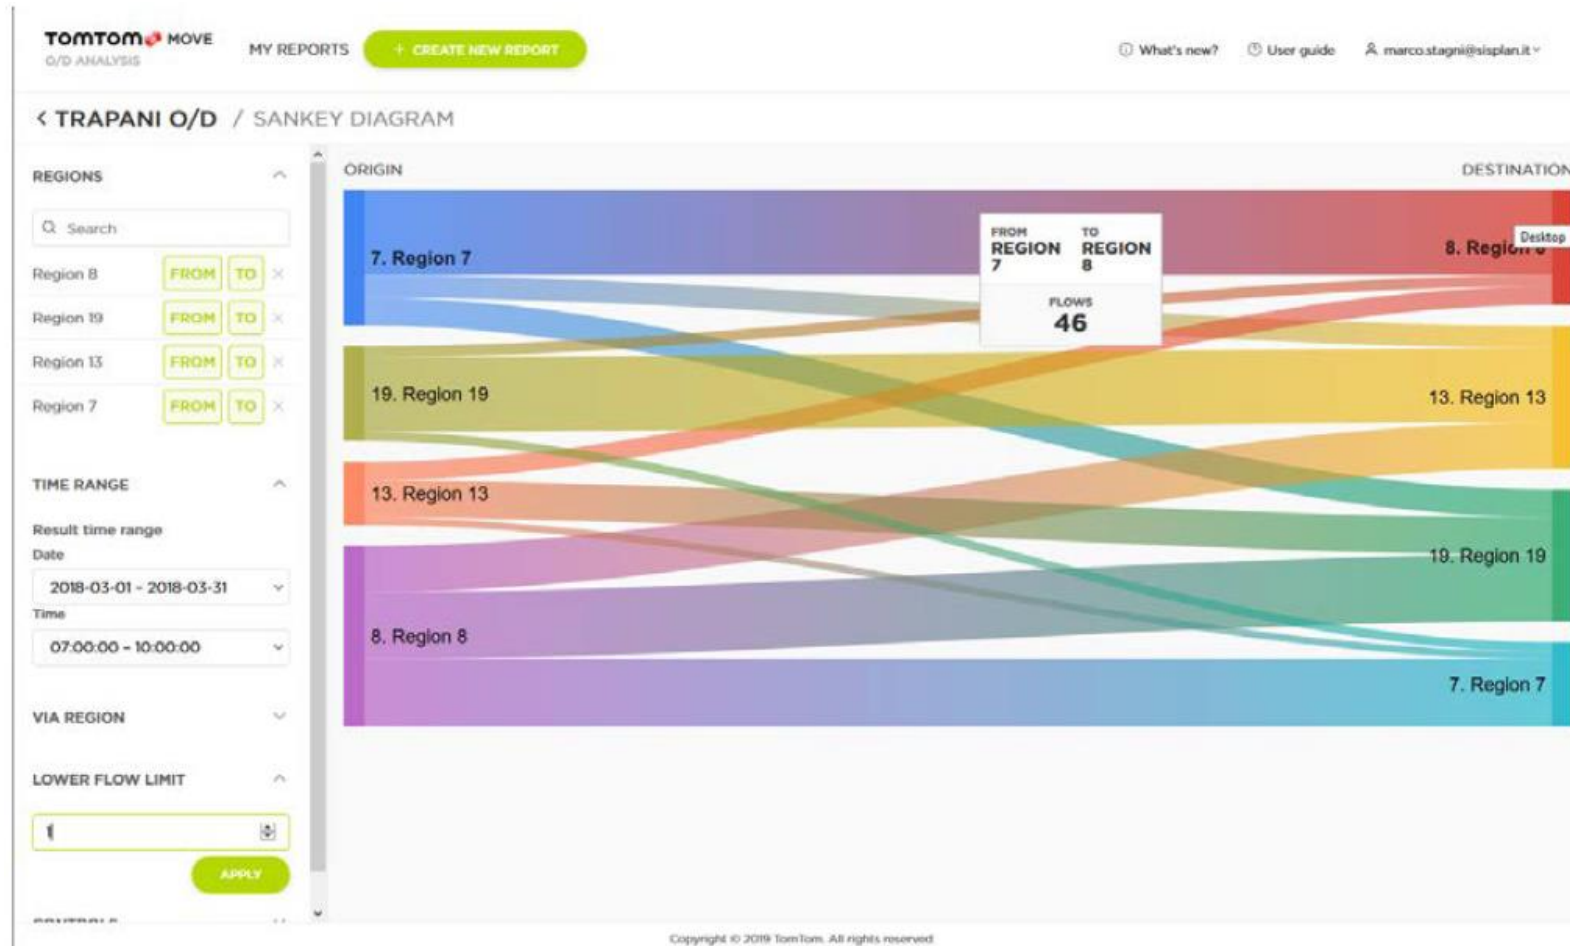 TOMTOM MOVE
O/D ANALYSIS
MY REPORTS
+ CREATE NEW REPORT
What's new?
User guide
marco.stagni@sisplan.it
< TRAPANI O/D / SANKEY DIAGRAM
REGIONS
Search
Region 8 FROM TO ×
Region 19 FROM TO ×
Region 13 FROM TO ×
Region 7 FROM TO ×
TIME RANGE
Result time range
Date
2018-03-01 - 2018-03-31
Time
07:00:00 - 10:00:00
VIA REGION
LOWER FLOW LIMIT
1
APPLY
ORIGIN
DESTINATION
7. Region 7
19. Region 19
13. Region 13
8. Region 8
FROM TO
REGION REGION
7 8
FLOWS
46
8. Region 8
Desktop
13. Region 13
19. Region 19
7. Region 7
Copyright © 2019 TomTom. All rights reserved